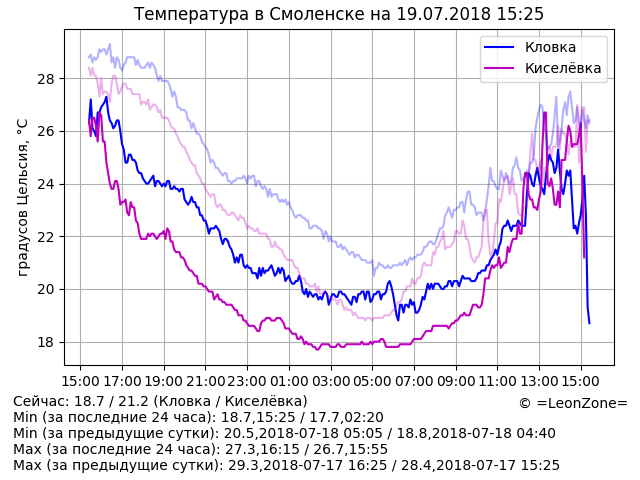 Температура в Смоленске на 19.07.2018 15:25
Кловка
Киселёвка
градусов Цельсия, °C
28
26
24
22
20
18
15:00 17:00 19:00 21:00 23:00 01:00 03:00 05:00 07:00 09:00 11:00 13:00 15:00
Сейчас: 18.7 / 21.2 (Кловка / Киселёвка)
© =LeonZone=
Min (за последние 24 часа): 18.7,15:25 / 17.7,02:20
Min (за предыдущие сутки): 20.5,2018-07-18 05:05 / 18.8,2018-07-18 04:40
Max (за последние 24 часа): 27.3,16:15 / 26.7,15:55
Max (за предыдущие сутки): 29.3,2018-07-17 16:25 / 28.4,2018-07-17 15:25